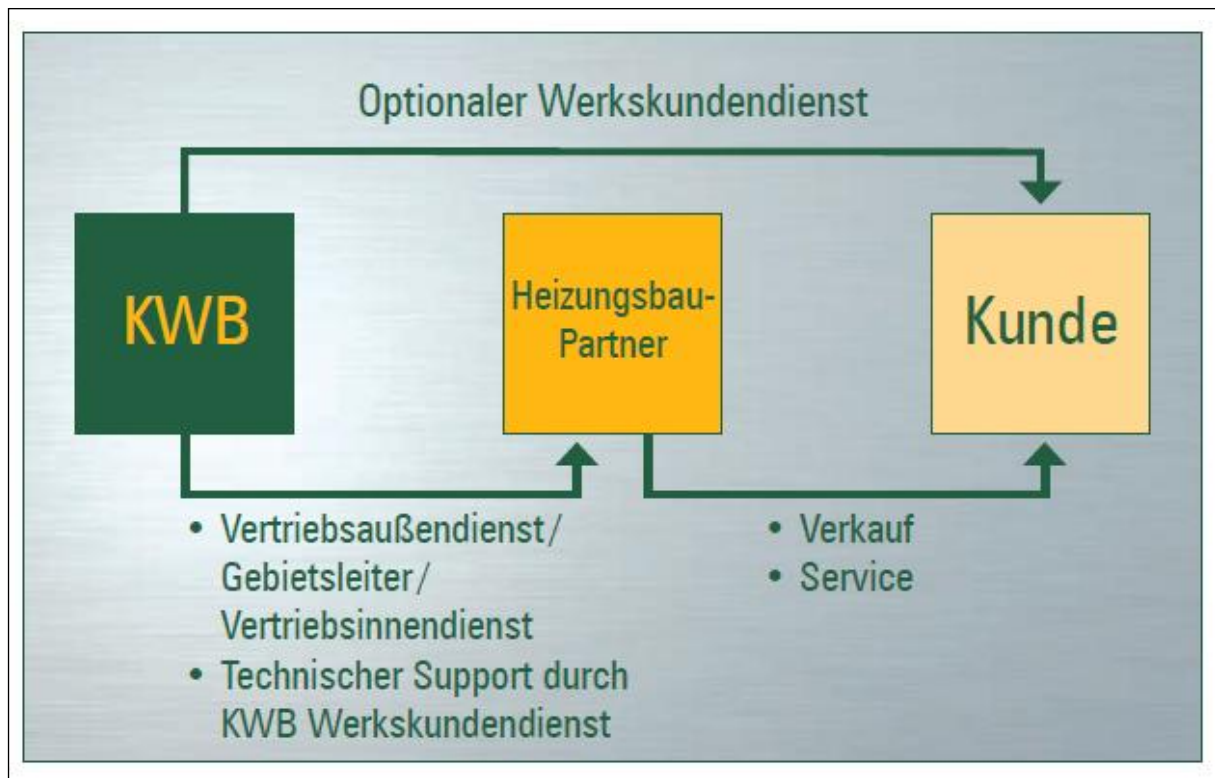 Optionaler Werkskundendienst
KWB
Heizungsbau-
Partner
Kunde
• Vertriebsaußendienst/
Gebietsleiter/
Vertriebsinnendienst
• Technischer Support durch
KWB Werkskundendienst
• Verkauf
• Service